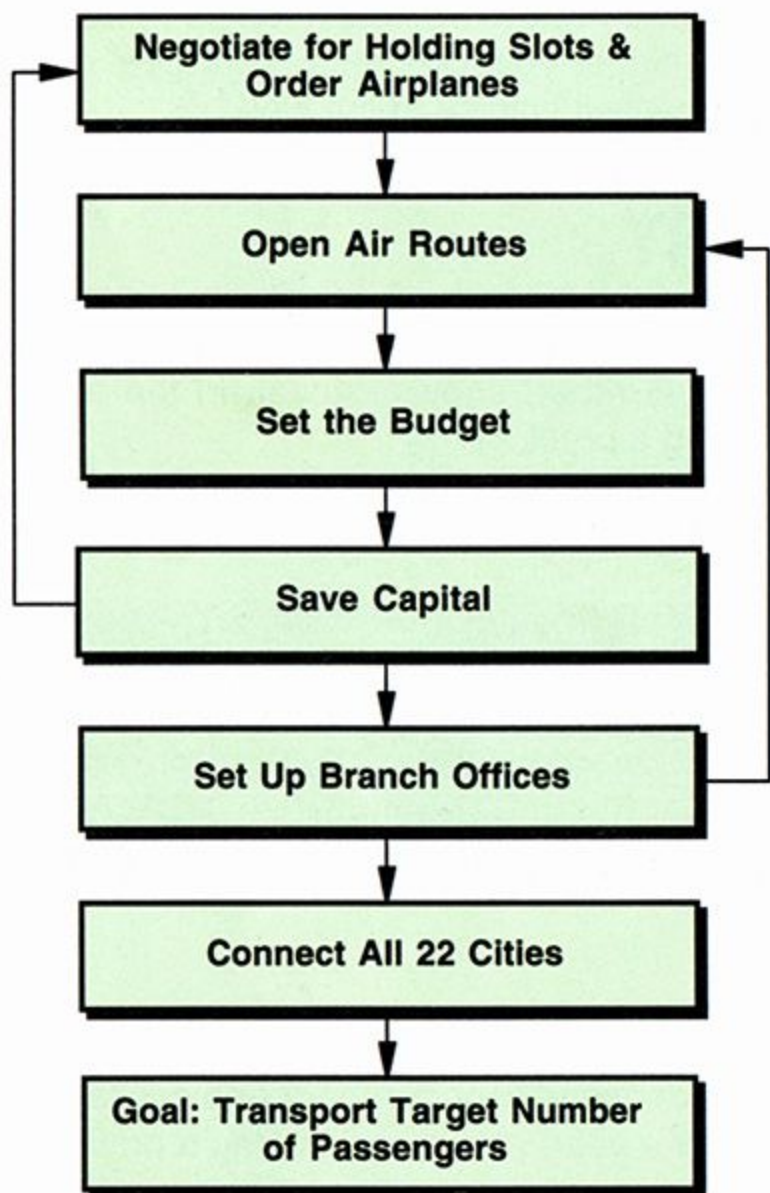 Negotiate for Holding Slots &
Order Airplanes
Open Air Routes
Set the Budget
Save Capital
Set Up Branch Offices
Connect All 22 Cities
Goal: Transport Target Number
of Passengers